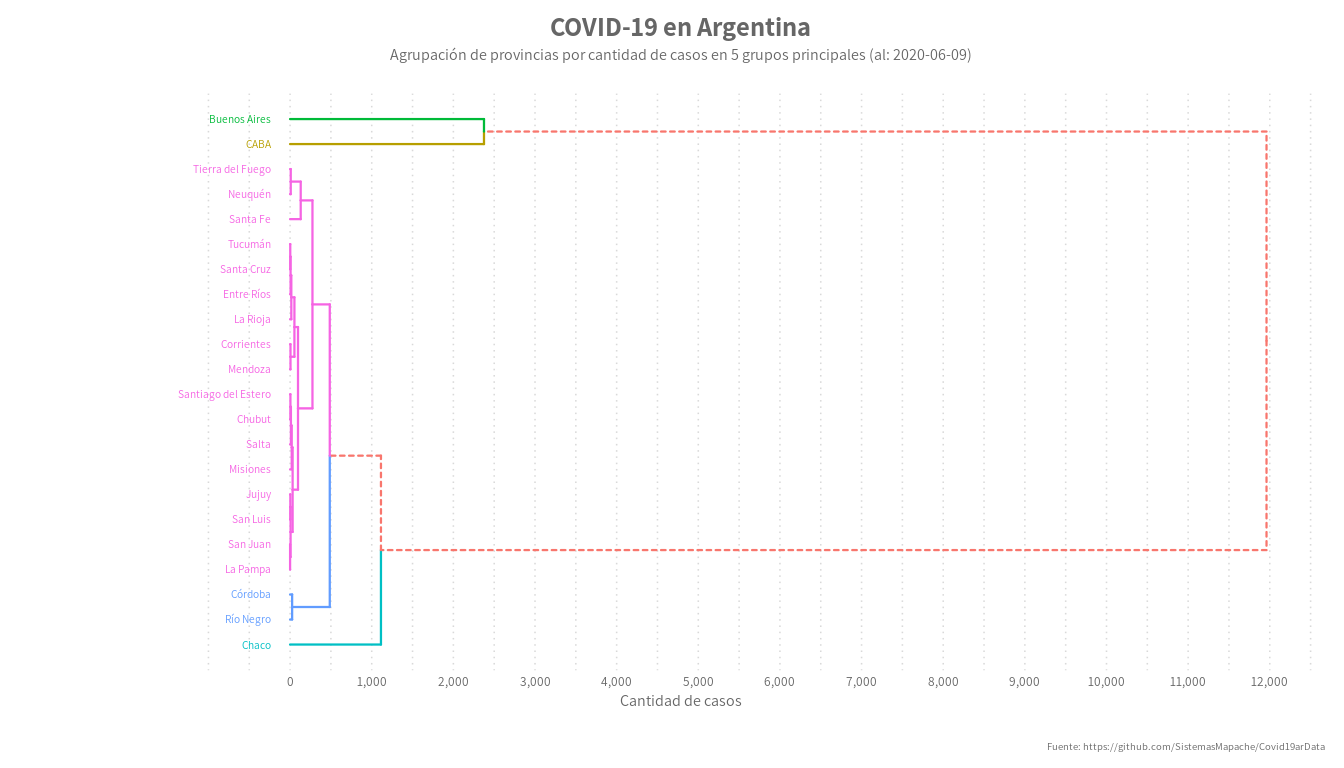 COVID-19 en Argentina
Agrupación de provincias por cantidad de casos en 5 grupos principales (al: 2020-06-09)
Buenos Aires
CABA
Tierra del Fuego
Neuquén
Santa Fe
Tucumán
Santa Cruz
Entre Ríos
La Rioja
Corrientes
Mendoza
Santiago del Estero
Chubut
Salta
Misiones
Jujuy
San Luis
San Juan
La Pampa
Córdoba
Río Negro
Chaco
0 1,000 2,000 3,000 4,000 5,000 6,000 7,000 8,000 9,000 10,000 11,000 12,000
Cantidad de casos
Fuente: https://github.com/SistemasMapache/Covid19arData